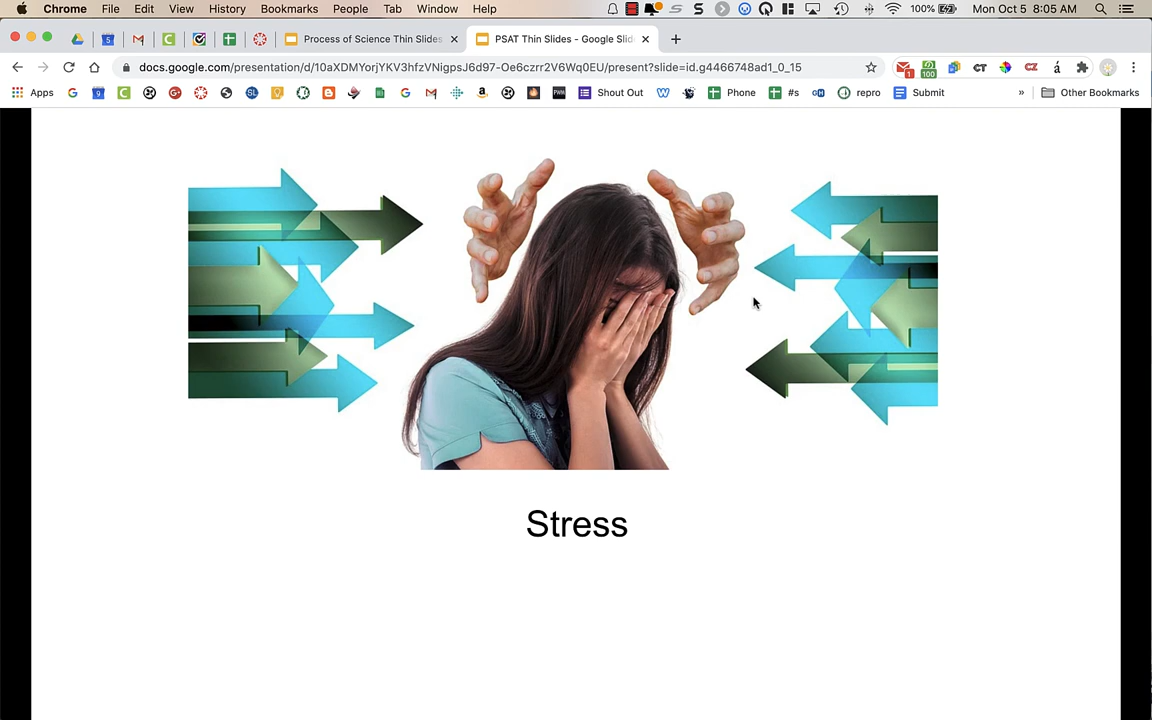 Chrome File Edit View History Bookmarks People Tab Window Help 100% Mon Oct 5 8:05 AM
Process of Science Thin Slides PSAT Thin Slides - Google Slid
docs.google.com/presentation/d/10aXDMYorjYKV3hfzVNigpsJ6d97-Oe6czrr2V6Wq0EU/present?slide=id.g4466748ad1_0_15
Apps Shout Out Phone #s repro Submit » Other Bookmarks
Stress